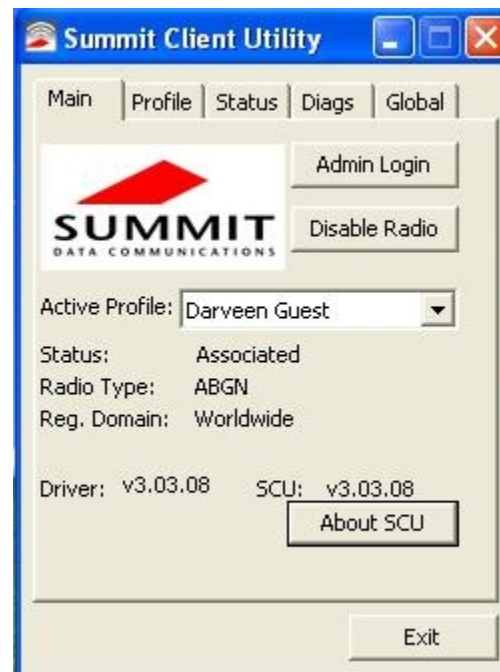 Summit Client Utility
Main Profile Status Diags Global
SUMMIT
DATA COMMUNICATIONS
Admin Login
Disable Radio
Active Profile: Darveen Guest
Status: Associated
Radio Type: ABGN
Reg. Domain: Worldwide
Driver: v3.03.08 SCU: v3.03.08
About SCU
Exit